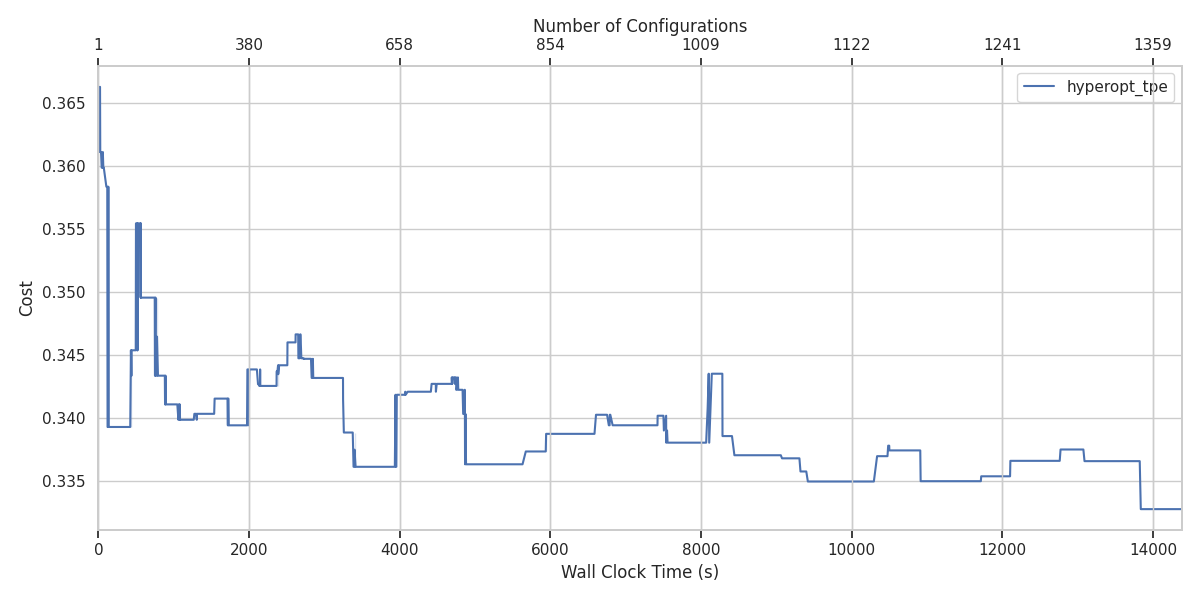 Number of Configurations
1 380 658 854 1009 1122 1241 1359
hyperopt_tpe
0.365
0.360
0.355
0.350
0.345
0.340
0.335
Cost
0 2000 4000 6000 8000 10000 12000 14000
Wall Clock Time (s)